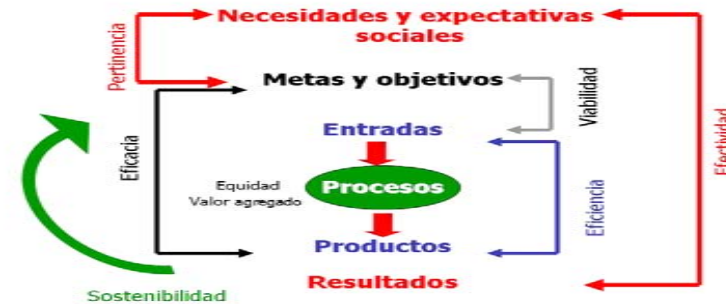 Necesidades y expectativas
sociales
Pertinencia
Metas y objetivos
Viabilidad
Entradas
Eficacia
Equidad
Valor agregado
Procesos
Eficiencia
Efectividad
Productos
Resultados
Sostenibilidad